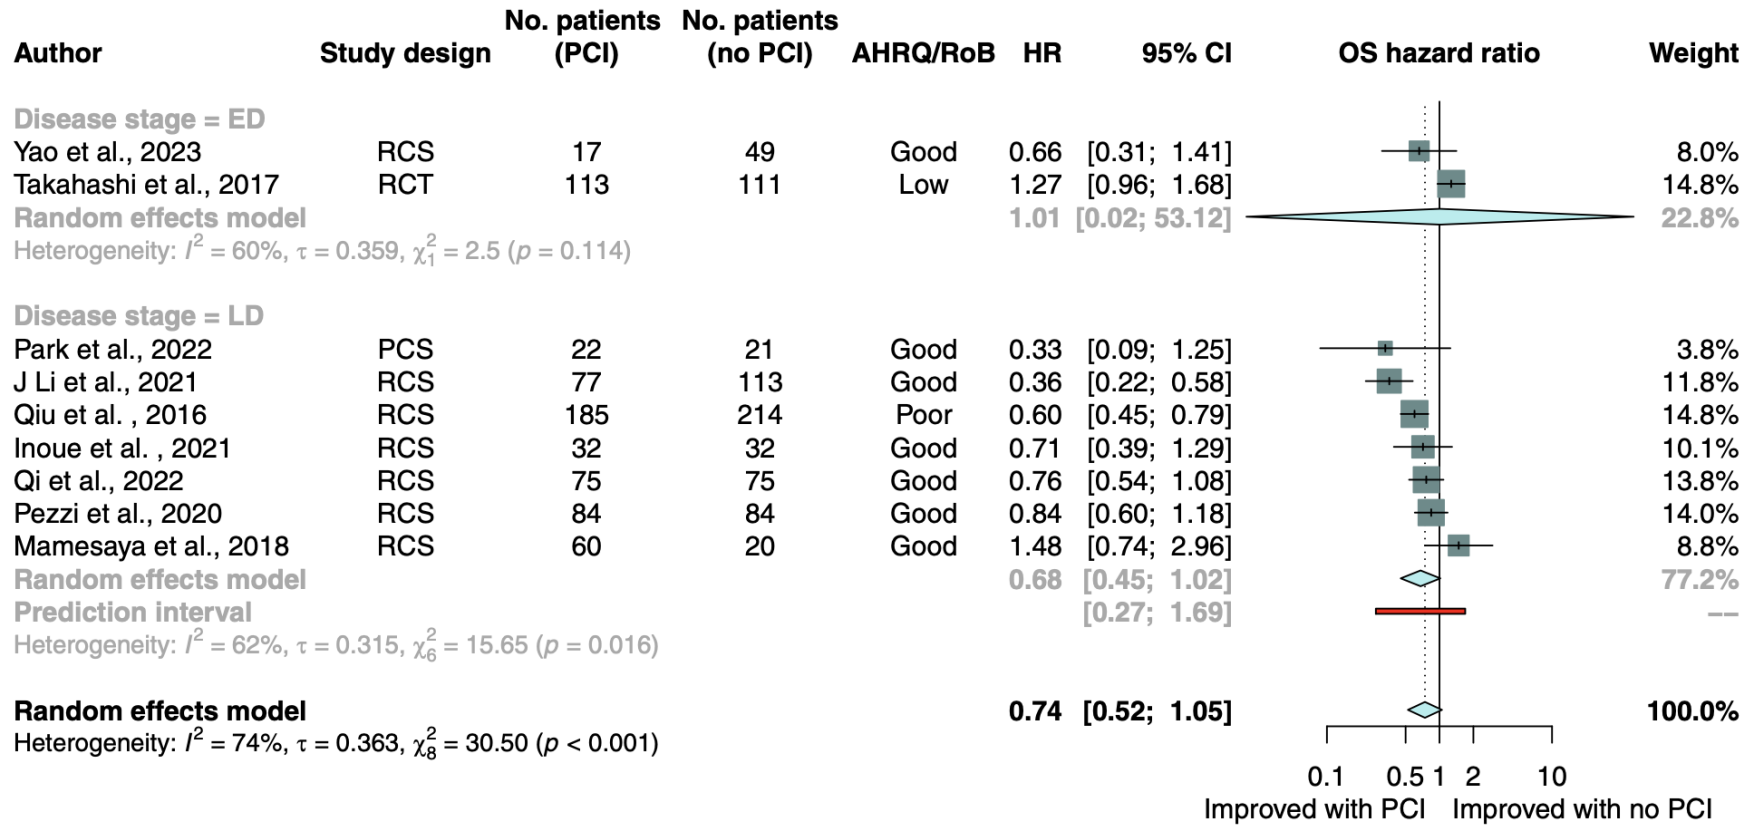 No. patients No. patients
Author Study design (PCI) (no PCI) AHRQ/RoB HR 95% CI OS hazard ratio Weight
Disease stage = ED
Yao et al., 2023 RCS 17 49 Good 0.66 [0.31; 1.41] 8.0%
Takahashi et al., 2017 RCT 113 111 Low 1.27 [0.96; 1.68] 14.8%
Random effects model 1.01 [0.02; 53.12] 22.8%
Heterogeneity: I² = 60%, τ = 0.359, χ²₁ = 2.5 (p = 0.114)
Disease stage = LD
Park et al., 2022 PCS 22 21 Good 0.33 [0.09; 1.25] 3.8%
J Li et al., 2021 RCS 77 113 Good 0.36 [0.22; 0.58] 11.8%
Qiu et al. , 2016 RCS 185 214 Poor 0.60 [0.45; 0.79] 14.8%
Inoue et al. , 2021 RCS 32 32 Good 0.71 [0.39; 1.29] 10.1%
Qi et al., 2022 RCS 75 75 Good 0.76 [0.54; 1.08] 13.8%
Pezzi et al., 2020 RCS 84 84 Good 0.84 [0.60; 1.18] 14.0%
Mamesaya et al., 2018 RCS 60 20 Good 1.48 [0.74; 2.96] 8.8%
Random effects model 0.68 [0.45; 1.02] 77.2%
Prediction interval [0.27; 1.69] --
Heterogeneity: I² = 62%, τ = 0.315, χ²₆ = 15.65 (p = 0.016)
Random effects model 0.74 [0.52; 1.05] 100.0%
Heterogeneity: I² = 74%, τ = 0.363, χ²₈ = 30.50 (p < 0.001)
0.1 0.5 1 2 10
Improved with PCI Improved with no PCI